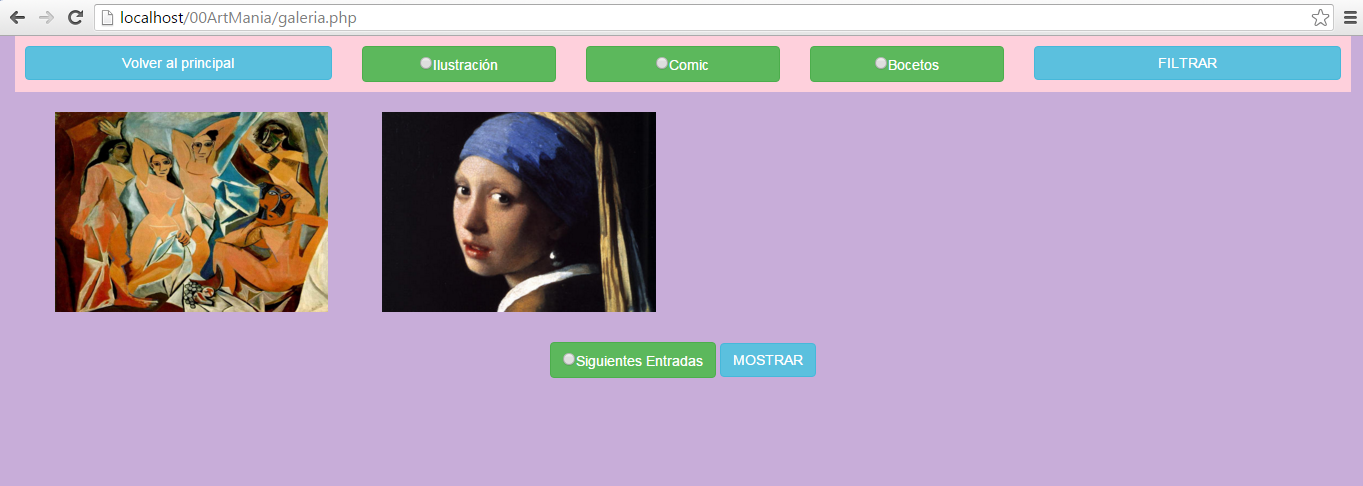 localhost/00ArtMania/galeria.php
Volver al principal
Ilustración
Comic
Bocetos
FILTRAR
Siguientes Entradas
MOSTRAR